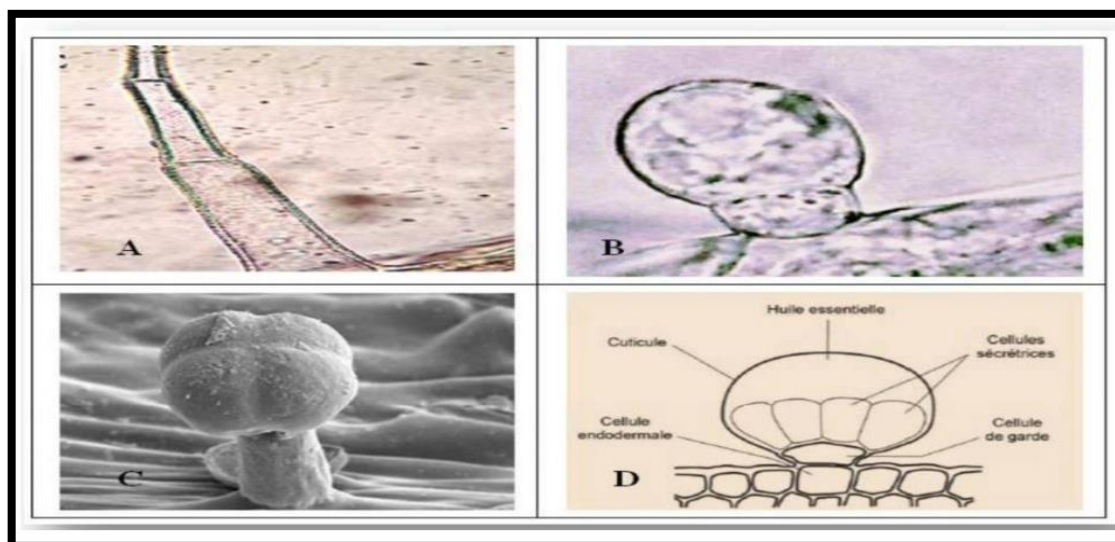 A
B
C
Huile essentielle
Cuticule
Cellules
sécrétrices
Cellule
endodermale
Cellule
de garde
D